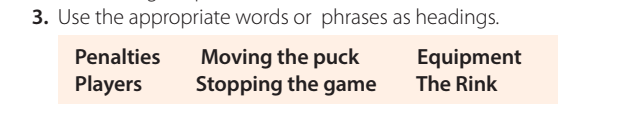 3. Use the appropriate words or phrases as headings.
Penalties Moving the puck Equipment
Players Stopping the game The Rink